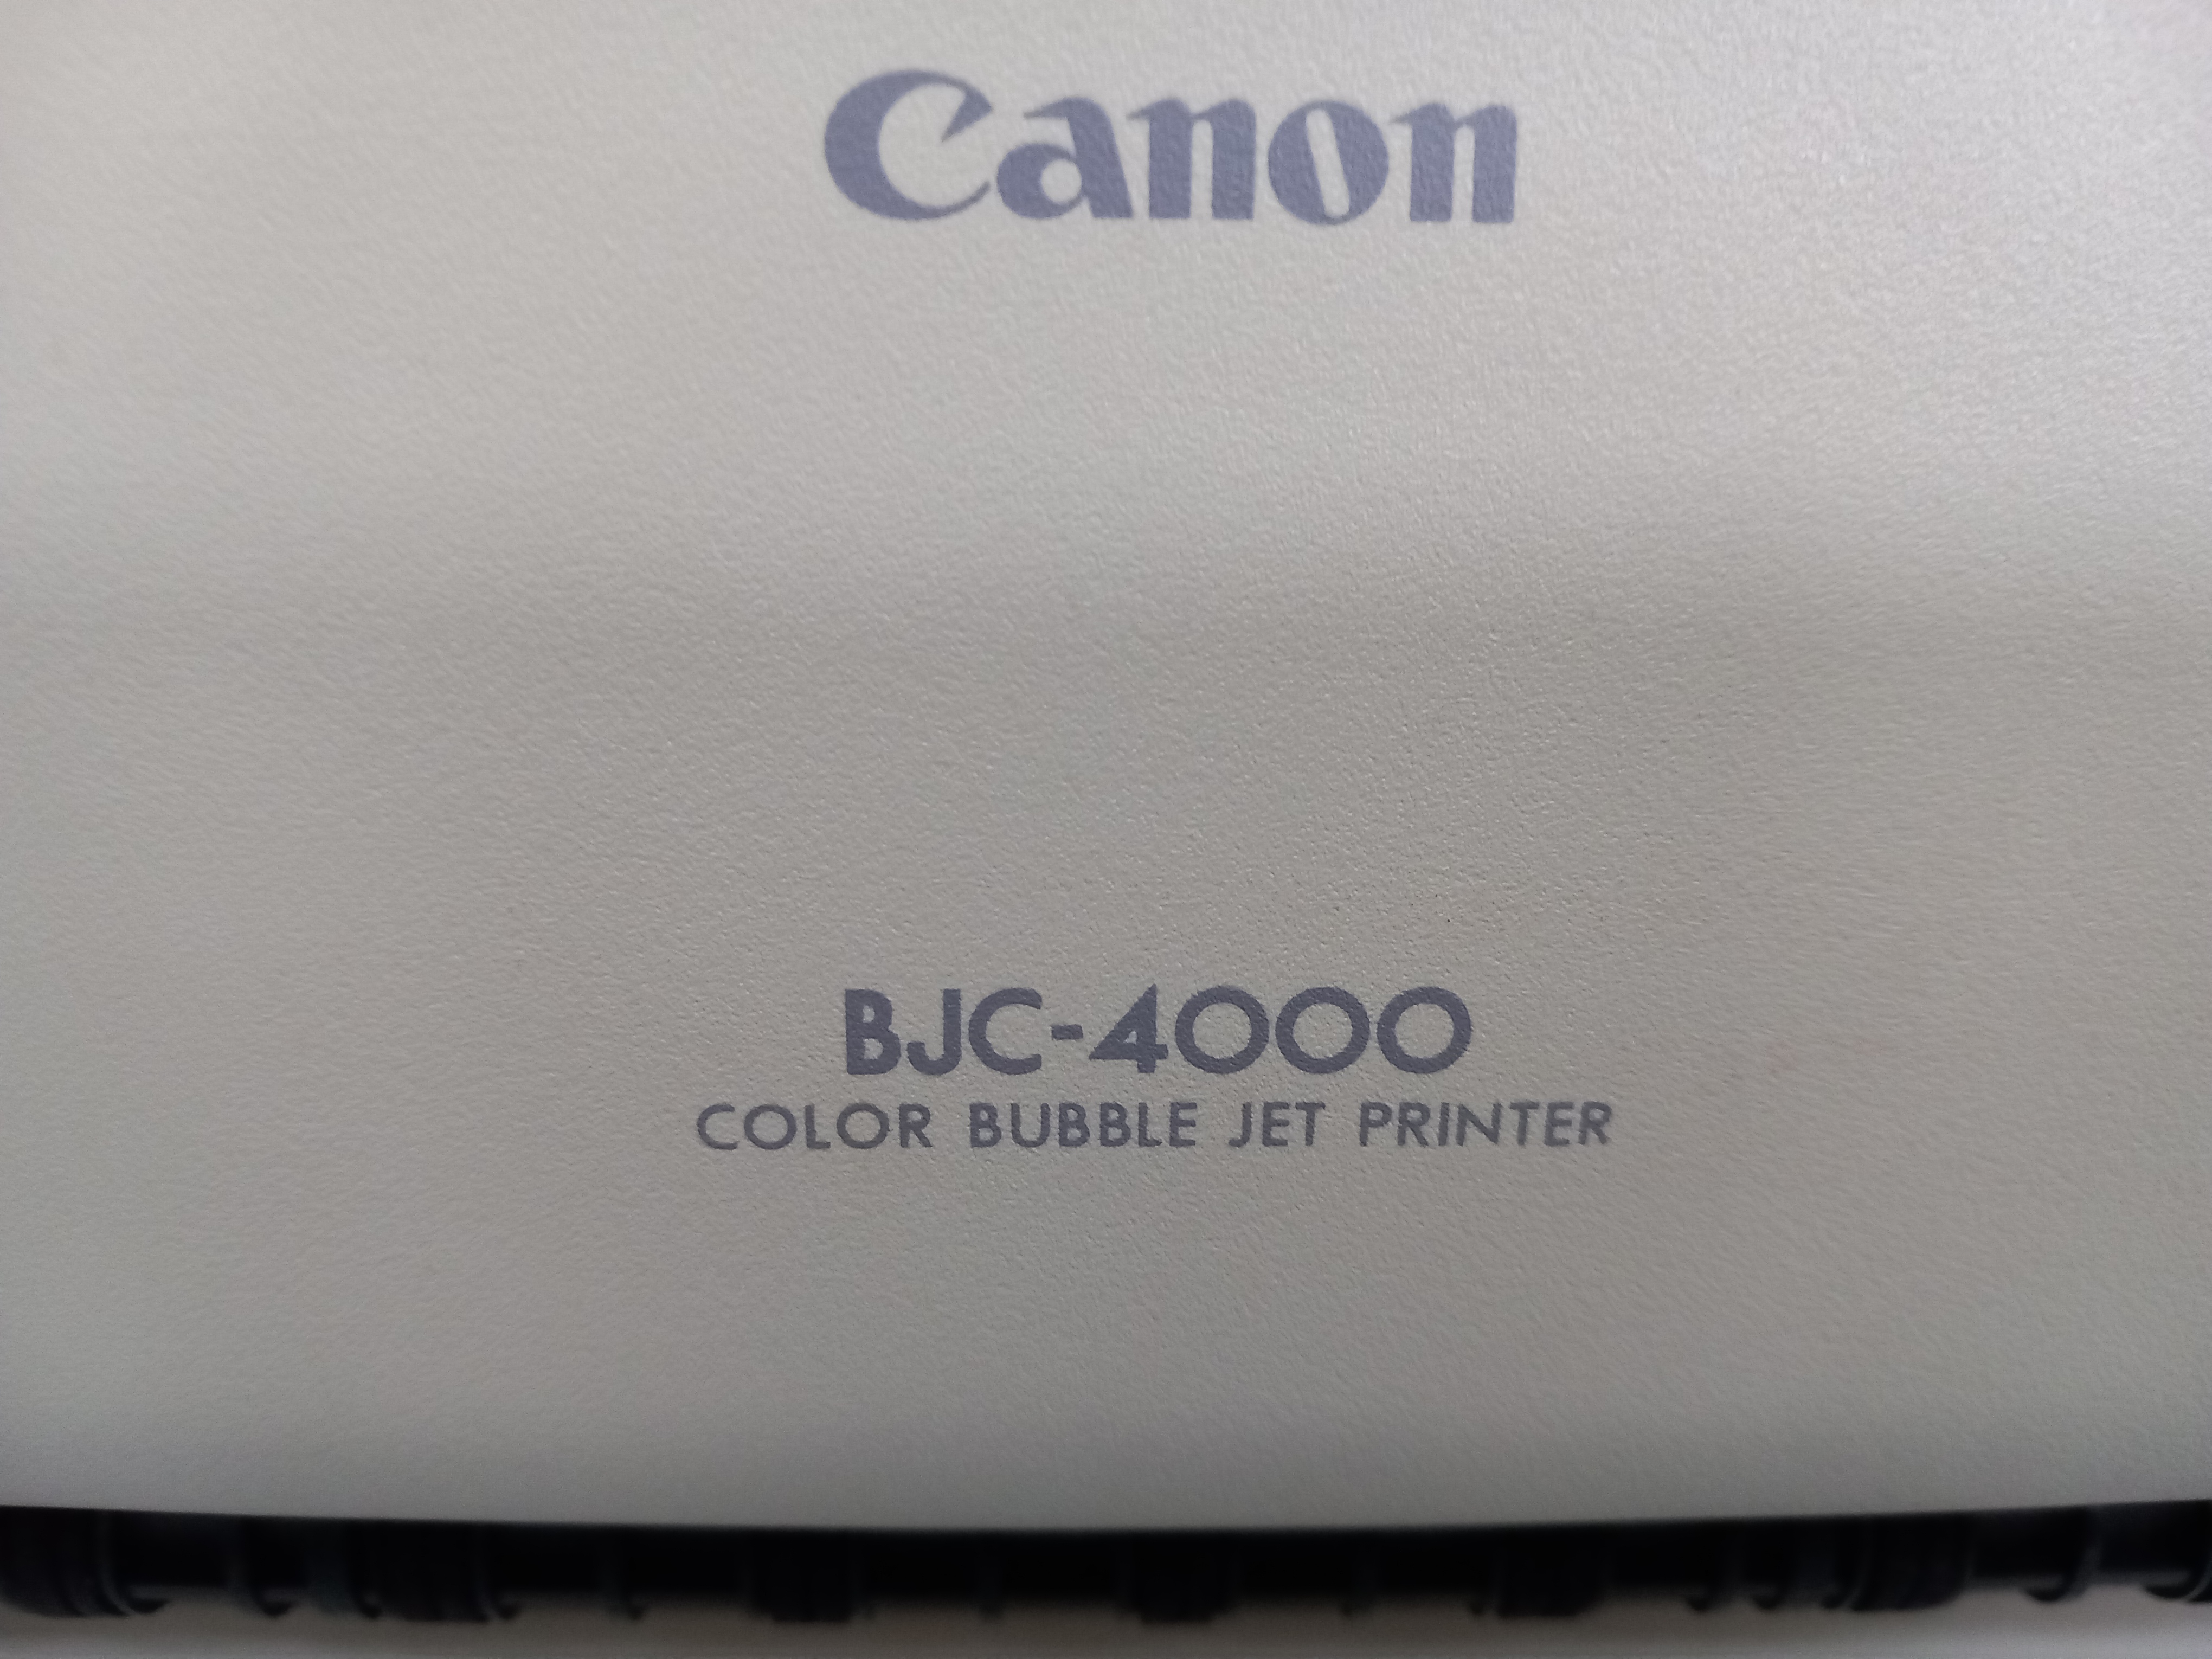 Canon
BJC-4000
COLOR BUBBLE JET PRINTER